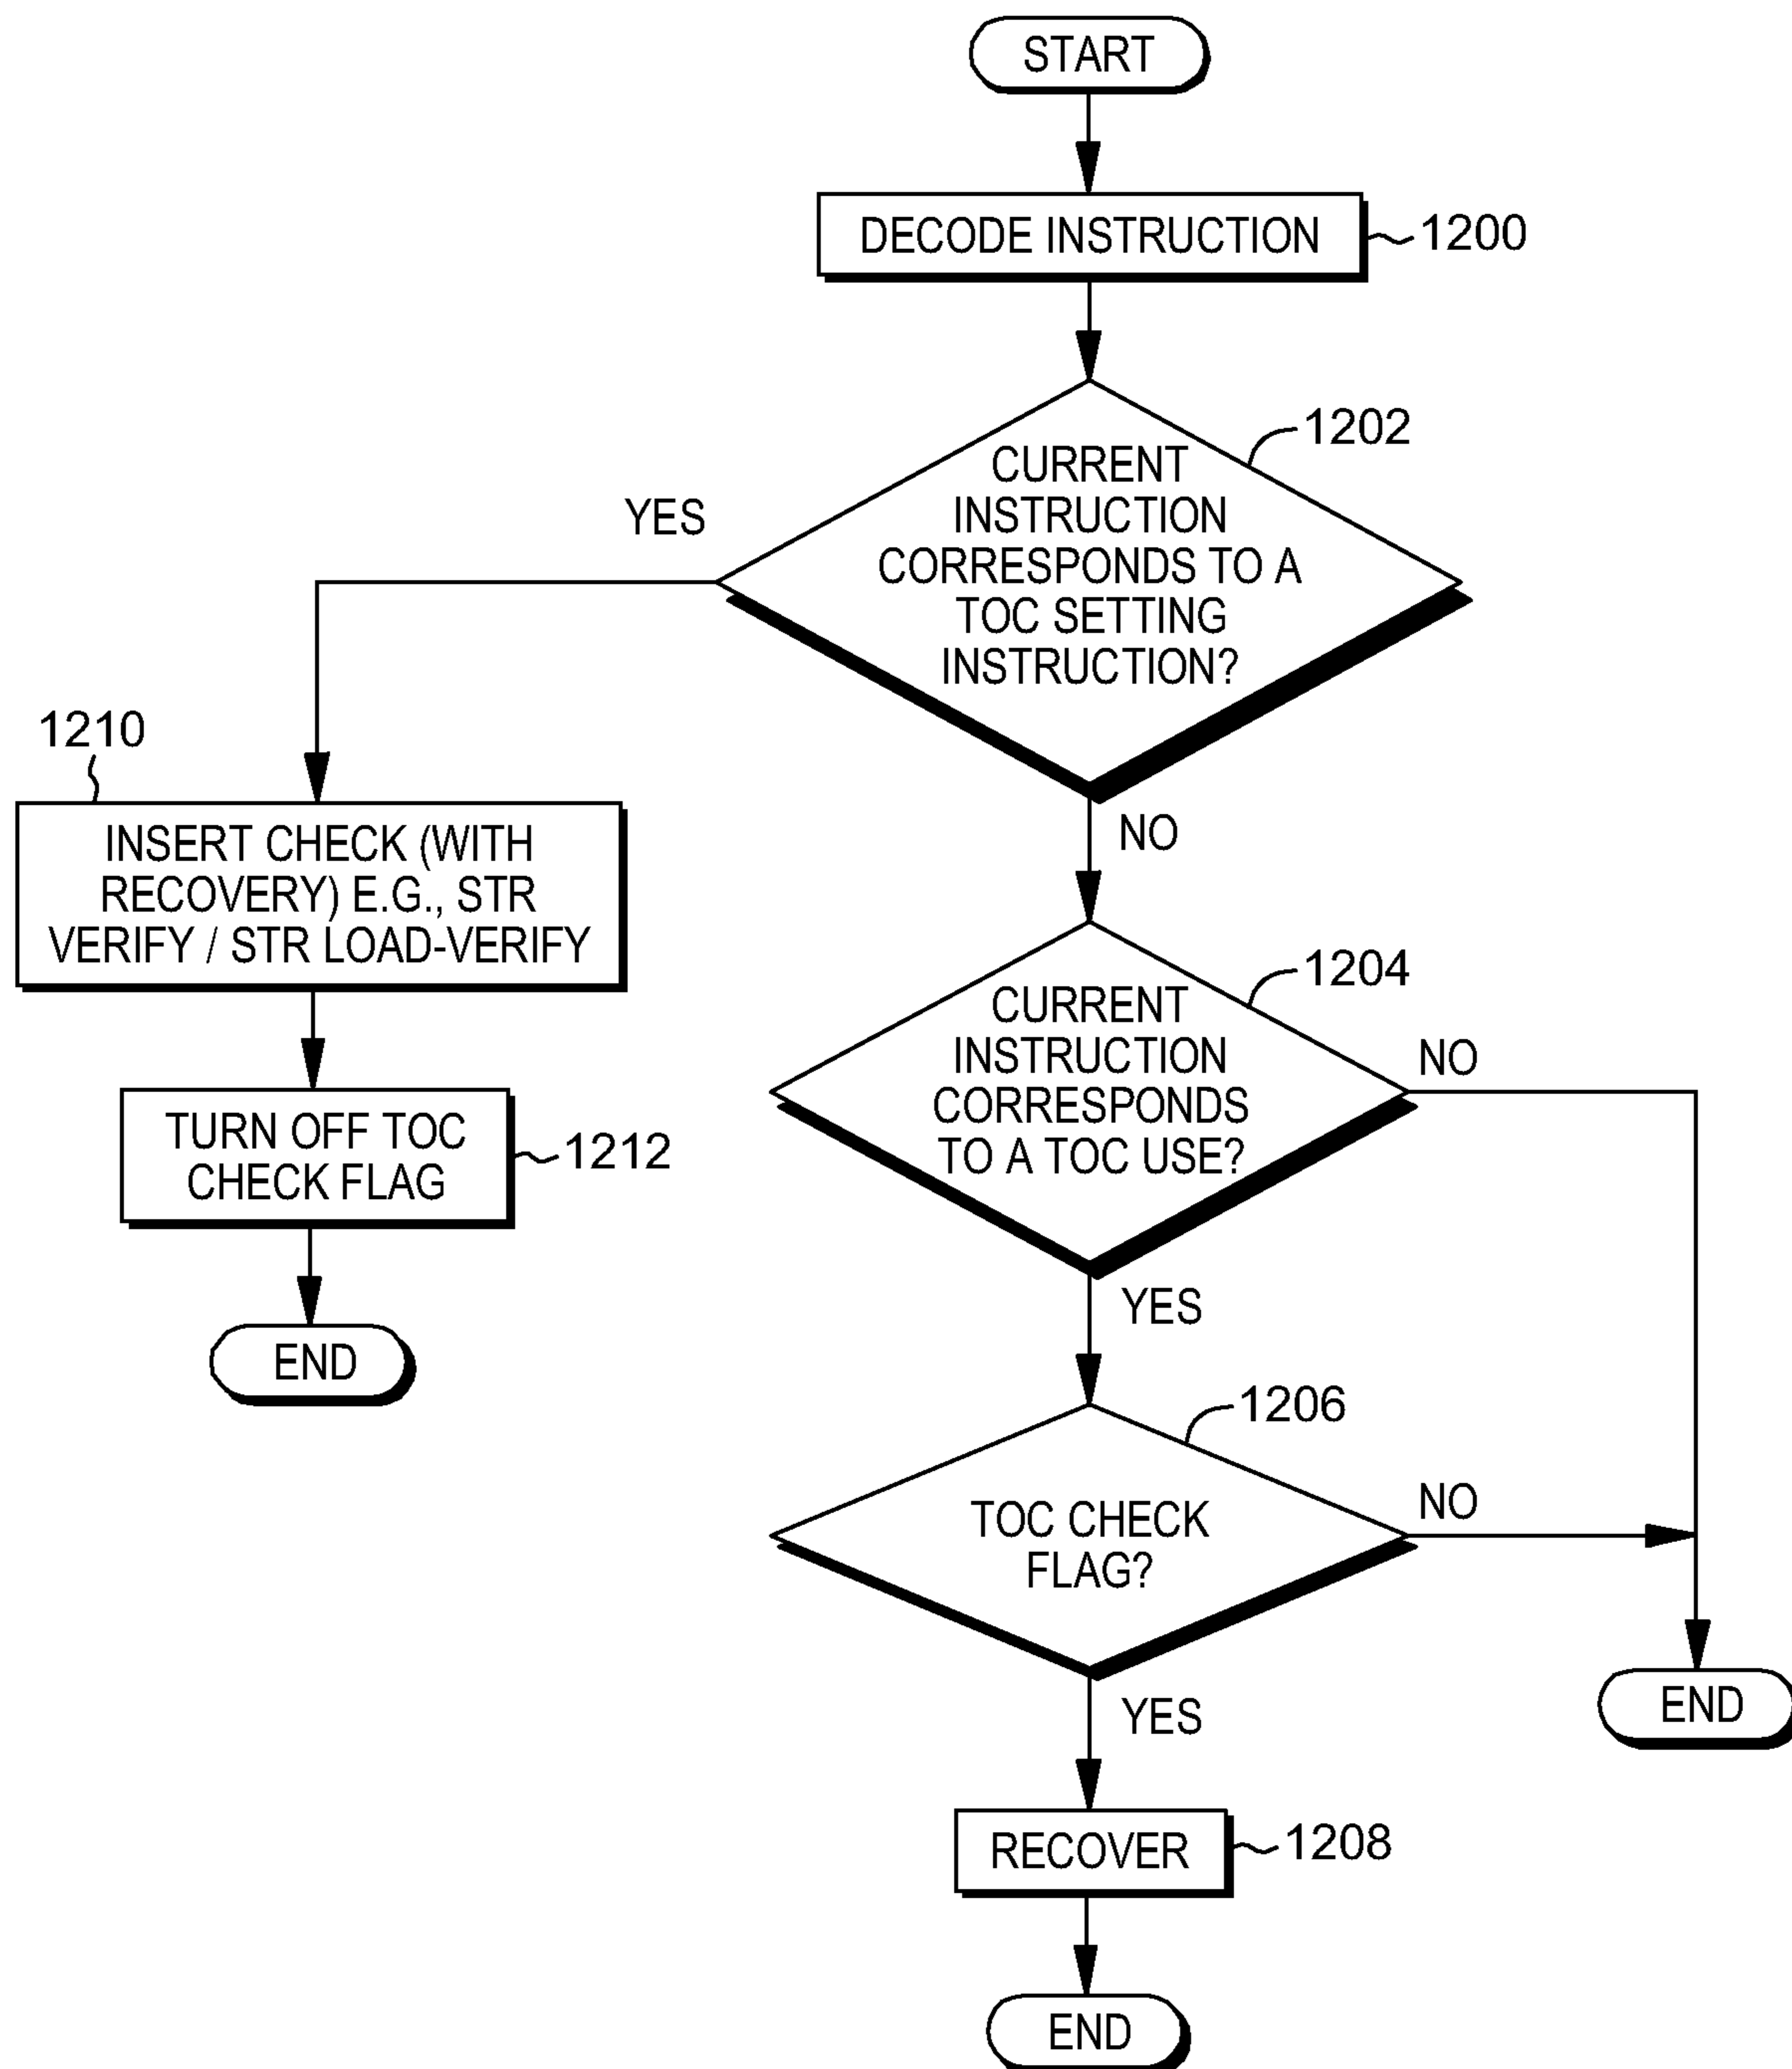 START
DECODE INSTRUCTION
1200
1202
CURRENT
INSTRUCTION
CORRESPONDS TO A
TOC SETTING
INSTRUCTION?
YES
NO
1210
INSERT CHECK (WITH
RECOVERY) E.G., STR
VERIFY / STR LOAD-VERIFY
TURN OFF TOC
CHECK FLAG
1212
END
1204
CURRENT
INSTRUCTION
CORRESPONDS
TO A TOC USE?
NO
YES
1206
TOC CHECK
FLAG?
NO
YES
END
RECOVER
1208
END